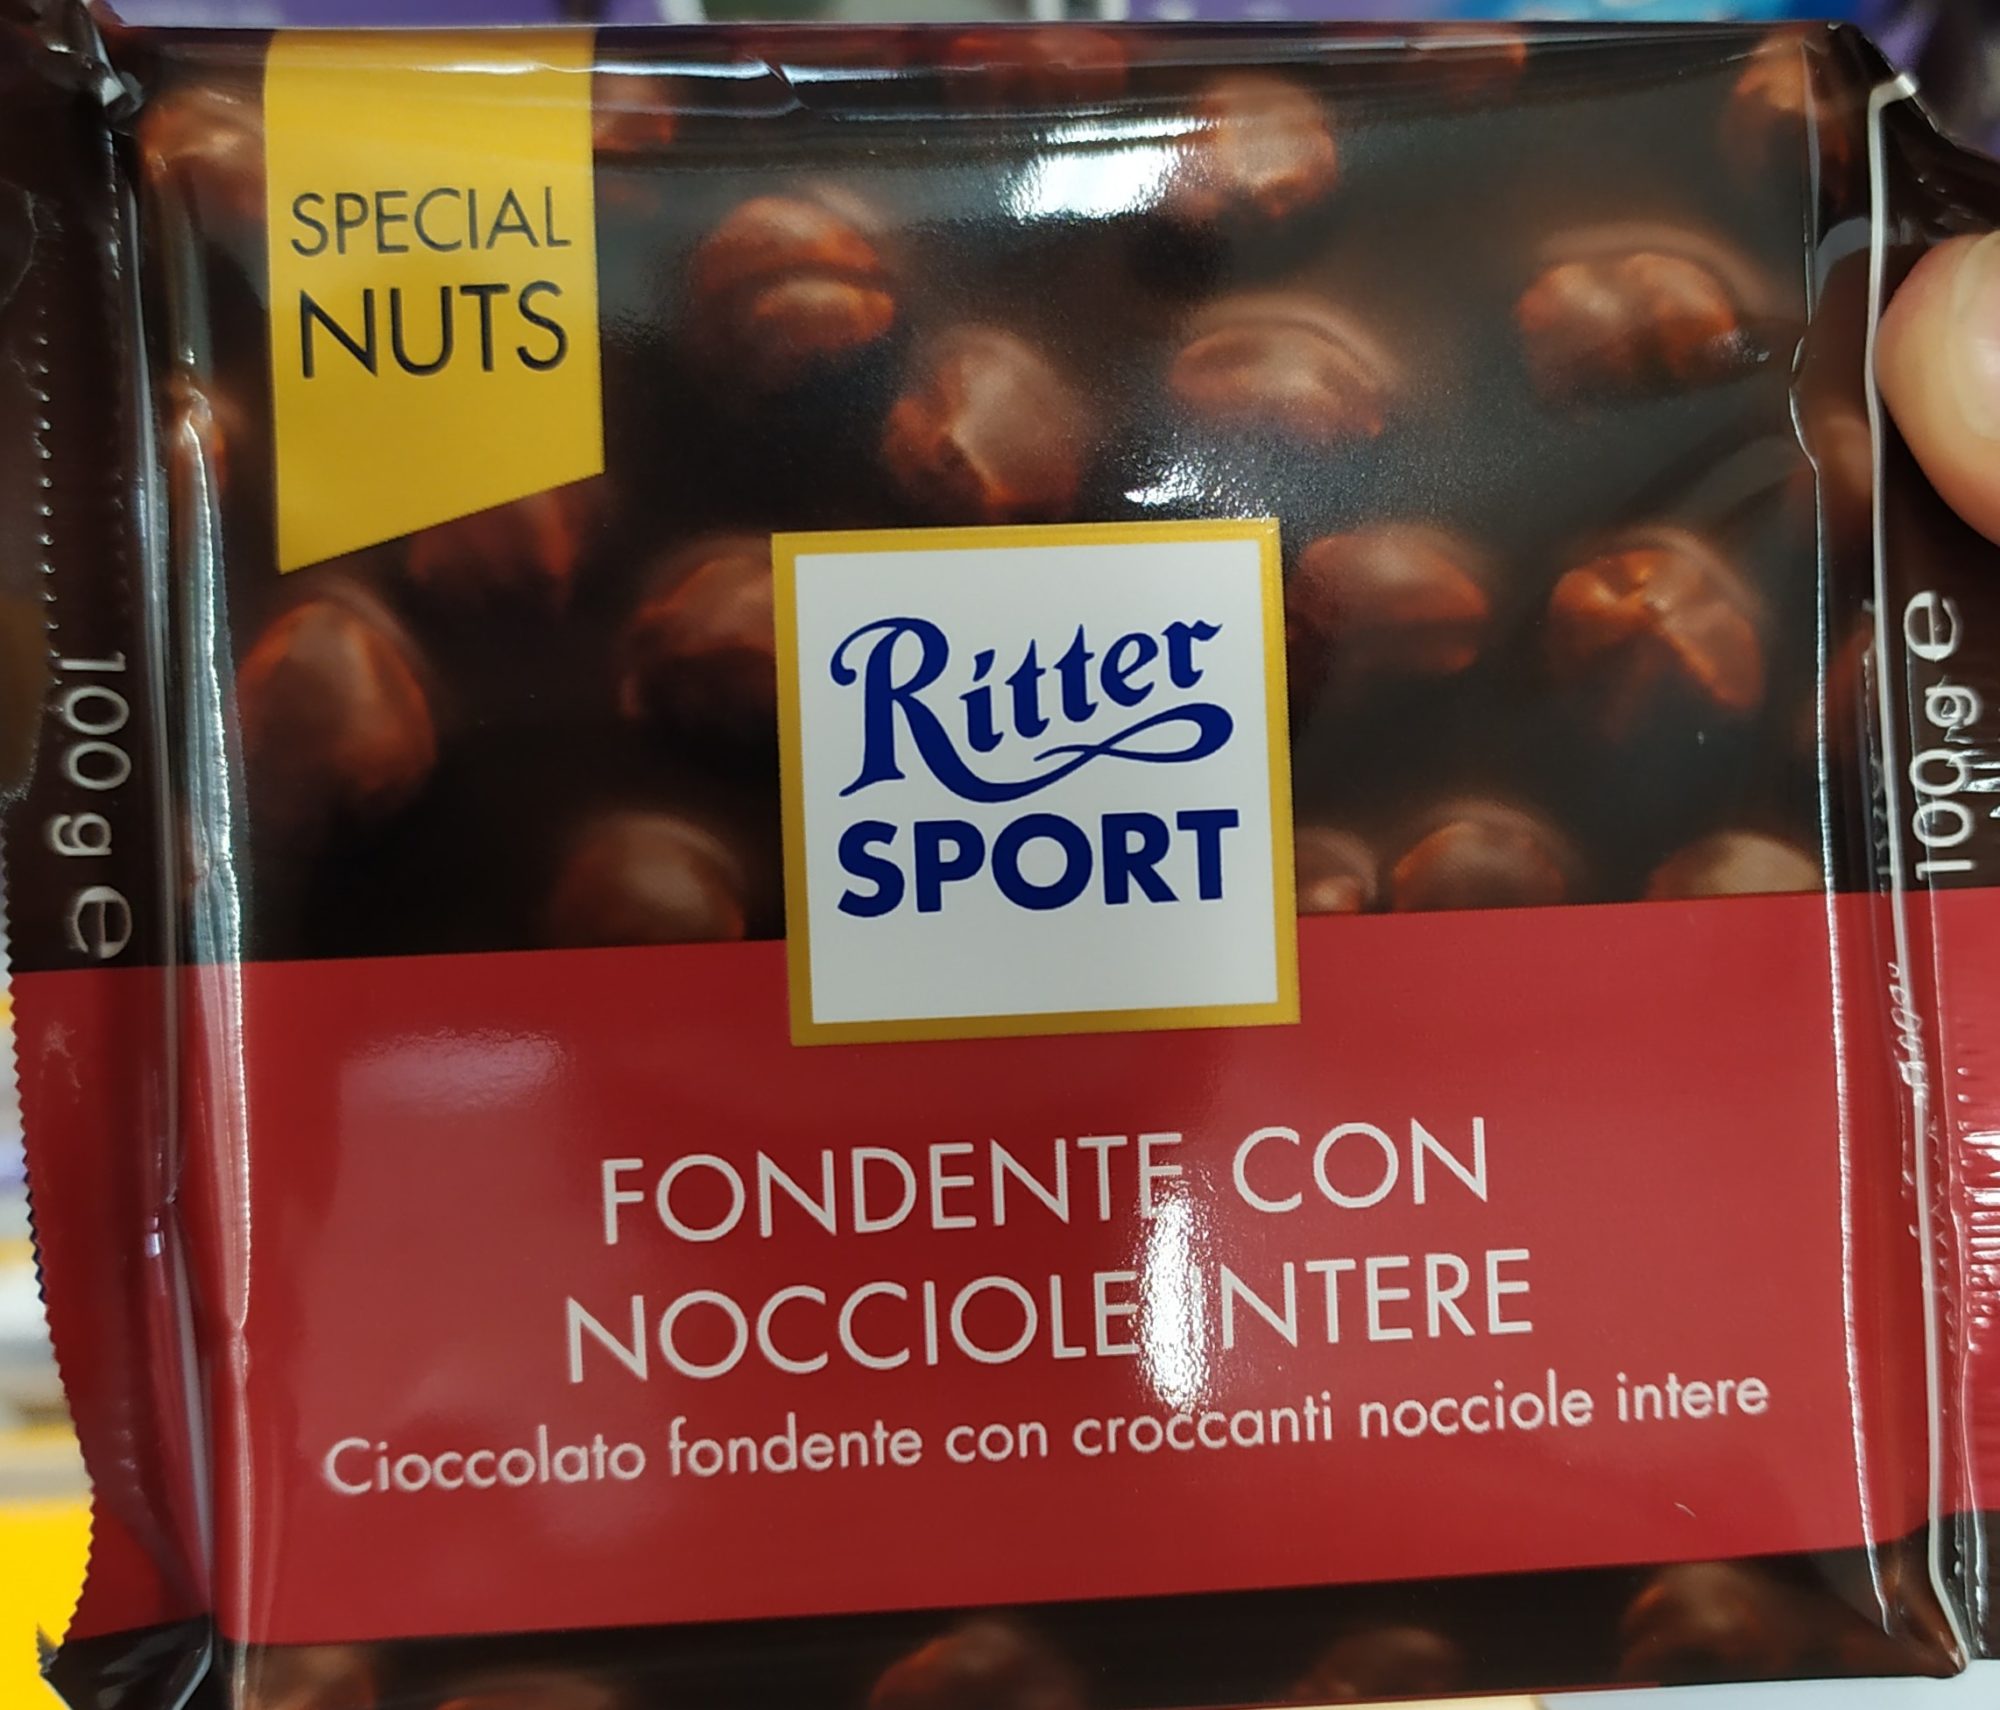 SPECIAL
NUTS
Ritter
SPORT
FONDENTE CON
NOCCIOLE INTERE
Cioccolato fondente con croccanti nocciole intere
100 g e
100 g e